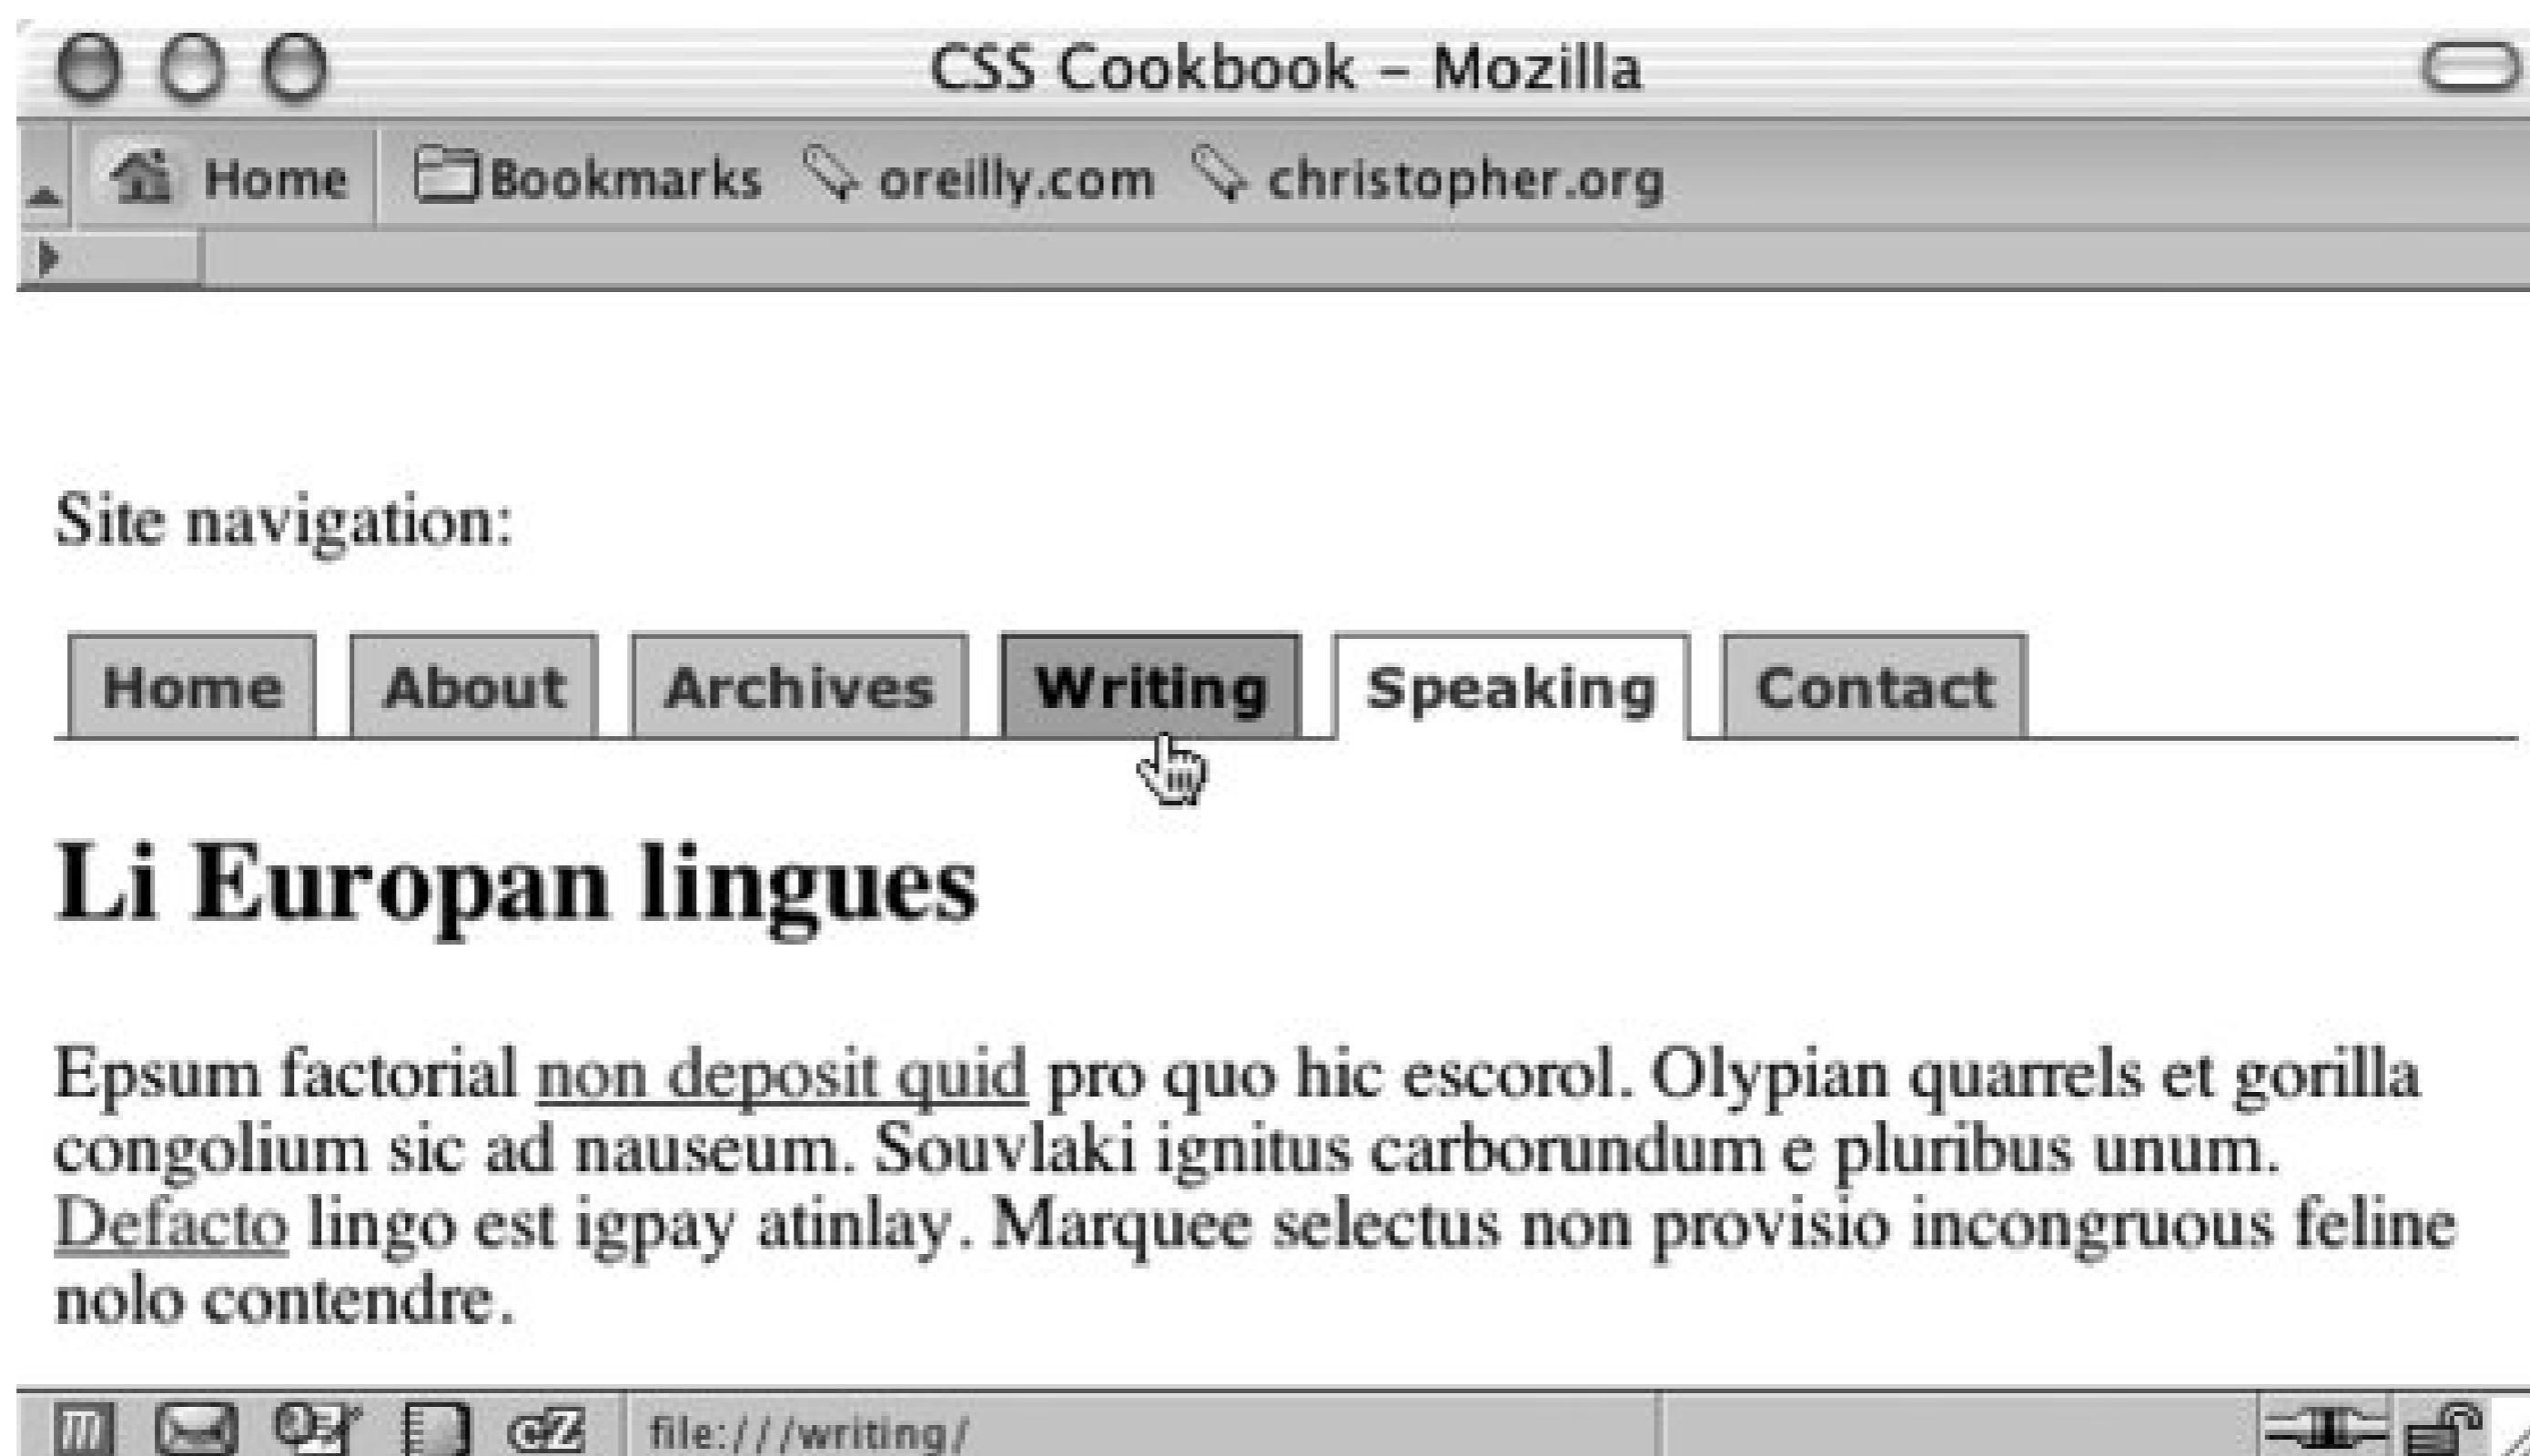 CSS Cookbook – Mozilla
Home Bookmarks oreilly.com christopher.org
Site navigation:
Home About Archives Writing Speaking Contact
Li Europan lingues
Epsum factorial non deposit quid pro quo hic escorol. Olypian quarrels et gorilla
congolium sic ad nauseum. Souvlaki ignitus carborundum e pluribus unum.
Defacto lingo est igpay atinlay. Marquee selectus non provisio incongruous feline
nolo contendre.
m cZ file:///writing/